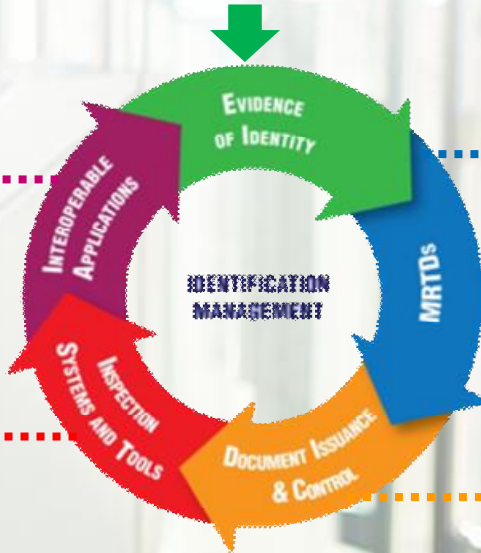 EVIDENCE
OF IDENTITY
MRTDs
DOCUMENT ISSUANCE
& CONTROL
INSPECTION
SYSTEMS AND TOOLS
INTEROPERABLE
APPLICATIONS
IDENTIFICATION
MANAGEMENT